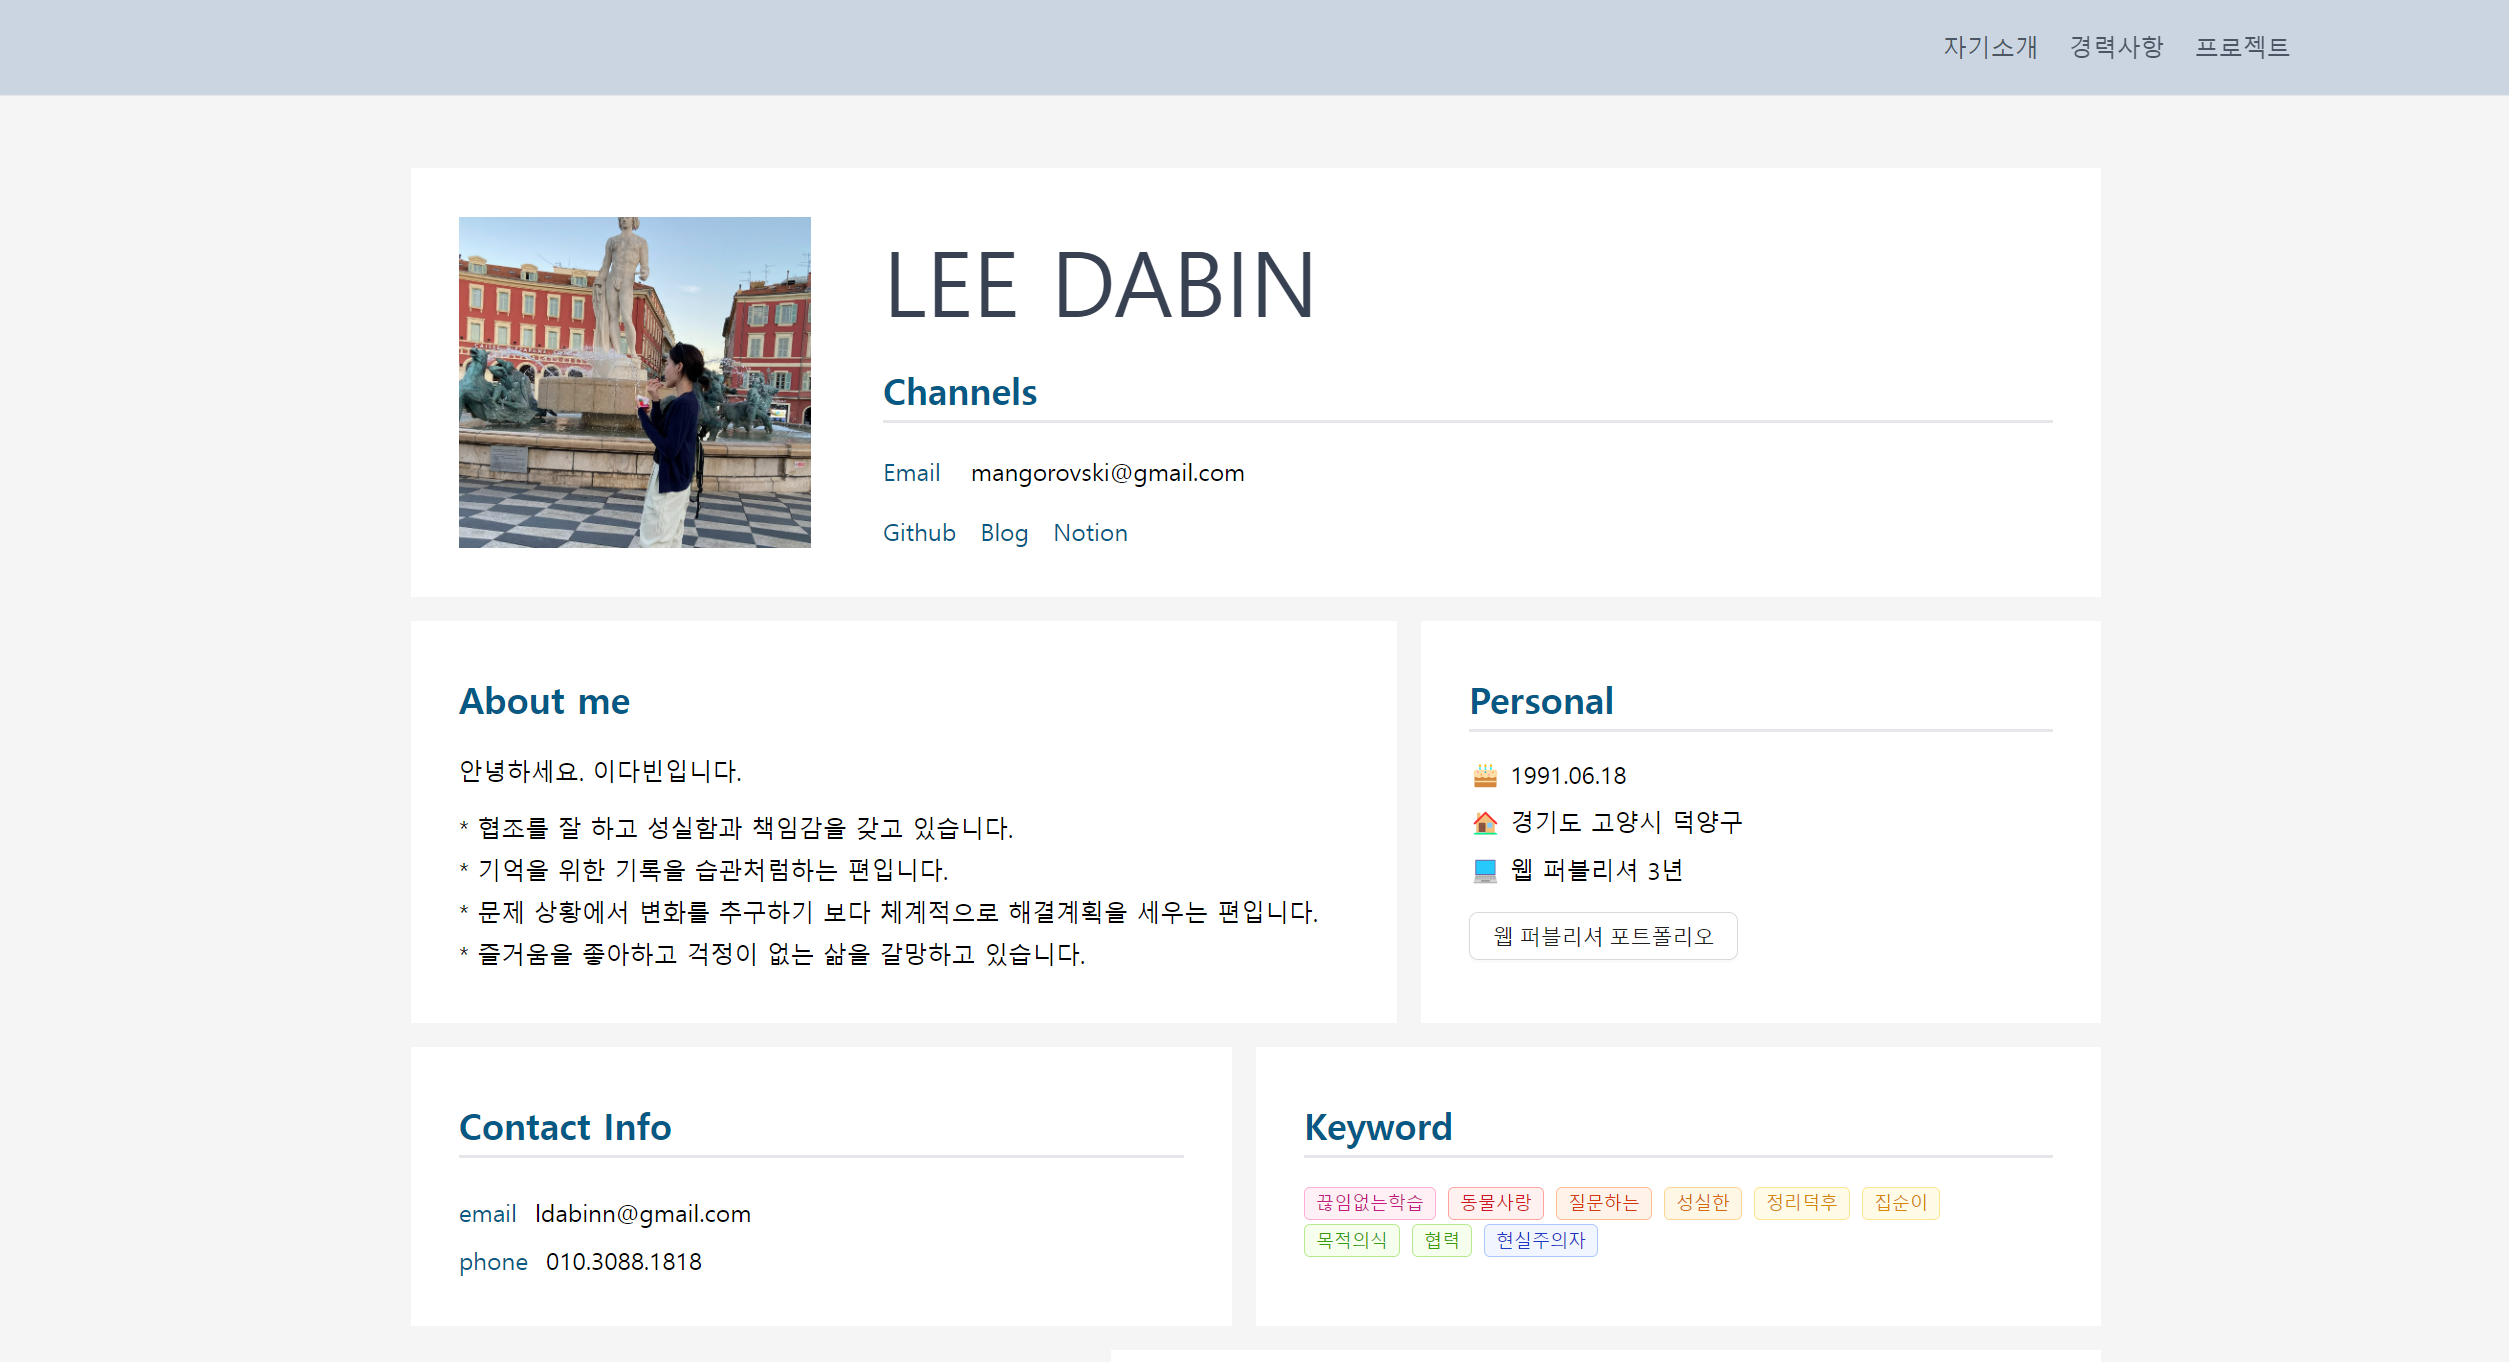 자기소개 경력사항 프로젝트
LEE DABIN
Channels
Email mangorovski@gmail.com
Github Blog Notion
About me
안녕하세요. 이다빈입니다.
* 협조를 잘 하고 성실함과 책임감을 갖고 있습니다.
* 기억을 위한 기록을 습관처럼하는 편입니다.
* 문제 상황에서 변화를 추구하기 보다 체계적으로 해결계획을 세우는 편입니다.
* 즐거움을 좋아하고 걱정이 없는 삶을 갈망하고 있습니다.
Personal
1991.06.18
경기도 고양시 덕양구
웹 퍼블리셔 3년
웹 퍼블리셔 포트폴리오
Contact Info
email ldabinn@gmail.com
phone 010.3088.1818
Keyword
끊임없는학습 동물사랑 질문하는 성실한 정리덕후 집순이
목적의식 협력 현실주의자